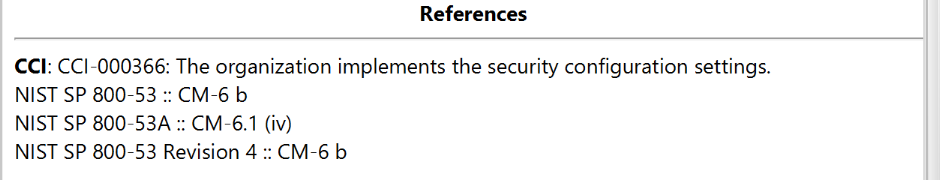 References
CCI: CCI-000366: The organization implements the security configuration settings.
NIST SP 800-53 :: CM-6 b
NIST SP 800-53A :: CM-6.1 (iv)
NIST SP 800-53 Revision 4 :: CM-6 b